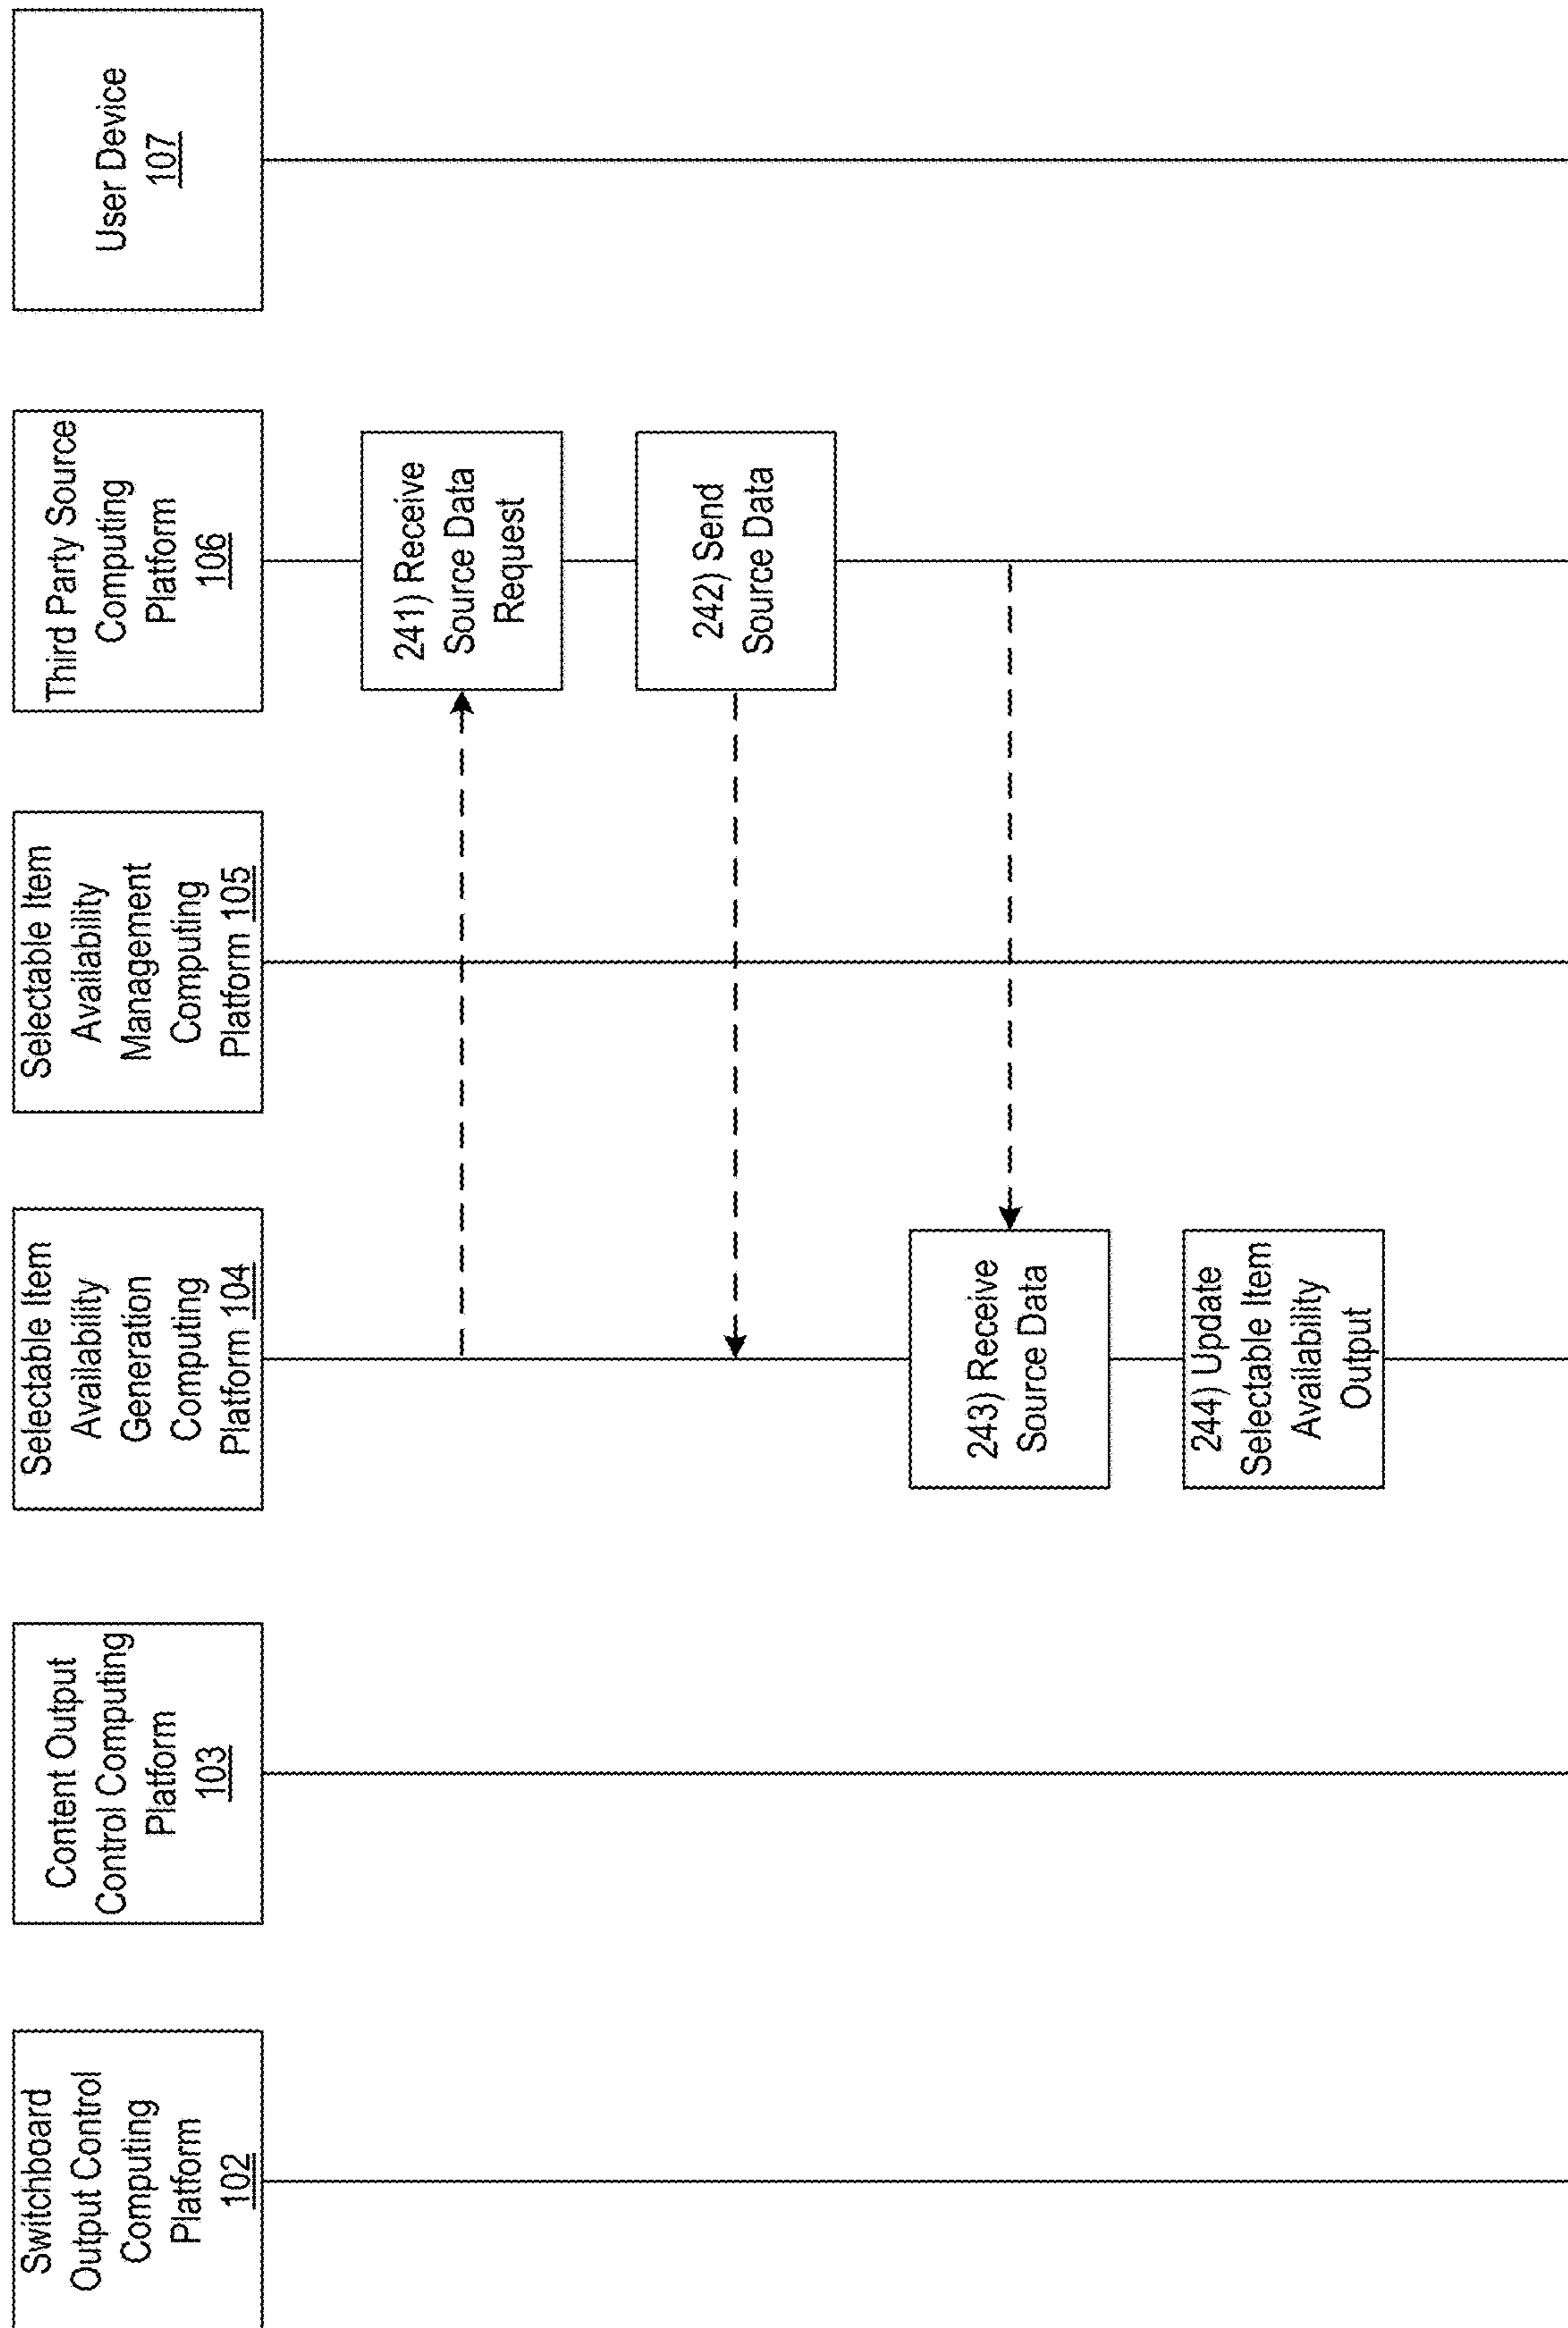 Switchboard
Output Control
Computing
Platform
102
Content Output
Control Computing
Platform
103
Selectable Item
Availability
Generation
Computing
Platform 104
Selectable Item
Availability
Management
Computing
Platform 105
Third Party Source
Computing
Platform
106
User Device
107
241) Receive
Source Data
Request
242) Send
Source Data
243) Receive
Source Data
244) Update
Selectable Item
Availability
Output